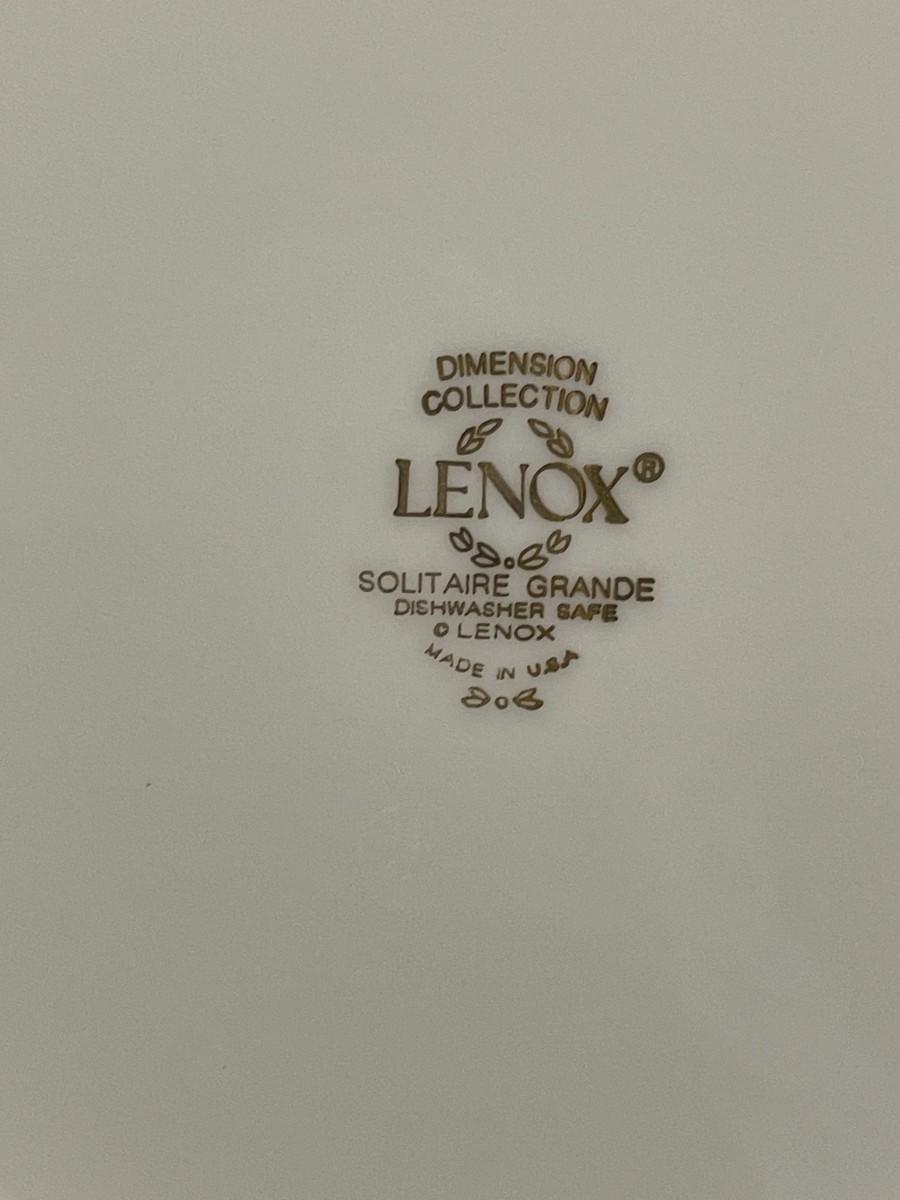 DIMENSION
COLLECTION
LENOX®
SOLITAIRE GRANDE
DISHWASHER SAFE
© LENOX
MADE IN U.S.A